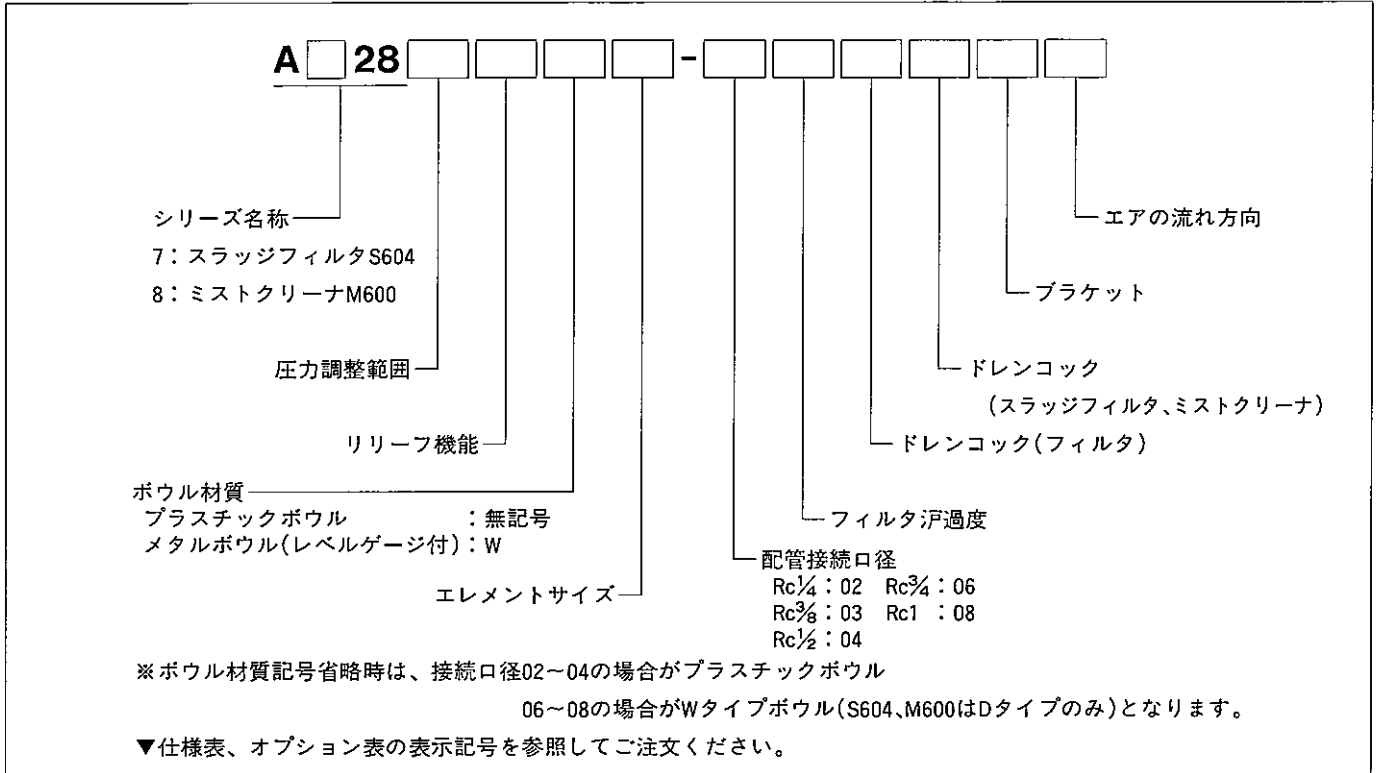 A□28□□□□-□□□□□□
シリーズ名称
7：スラッジフィルタS604
8：ミストクリーナM600
圧力調整範囲
リリーフ機能
ボウル材質
プラスチックボウル：無記号
メタルボウル(レベルゲージ付)：W
エレメントサイズ
エアの流れ方向
ブラケット
ドレンコック
(スラッジフィルタ、ミストクリーナ)
ドレンコック(フィルタ)
フィルタ沪過度
配管接続口径
Rc1/4：02 Rc3/4：06
Rc3/8：03 Rc1：08
Rc1/2：04
※ボウル材質記号省略時は、接続口径02～04の場合がプラスチックボウル
06～08の場合がWタイプボウル(S604、M600はDタイプのみ)となります。
▼仕様表、オプション表の表示記号を参照してご注文ください。